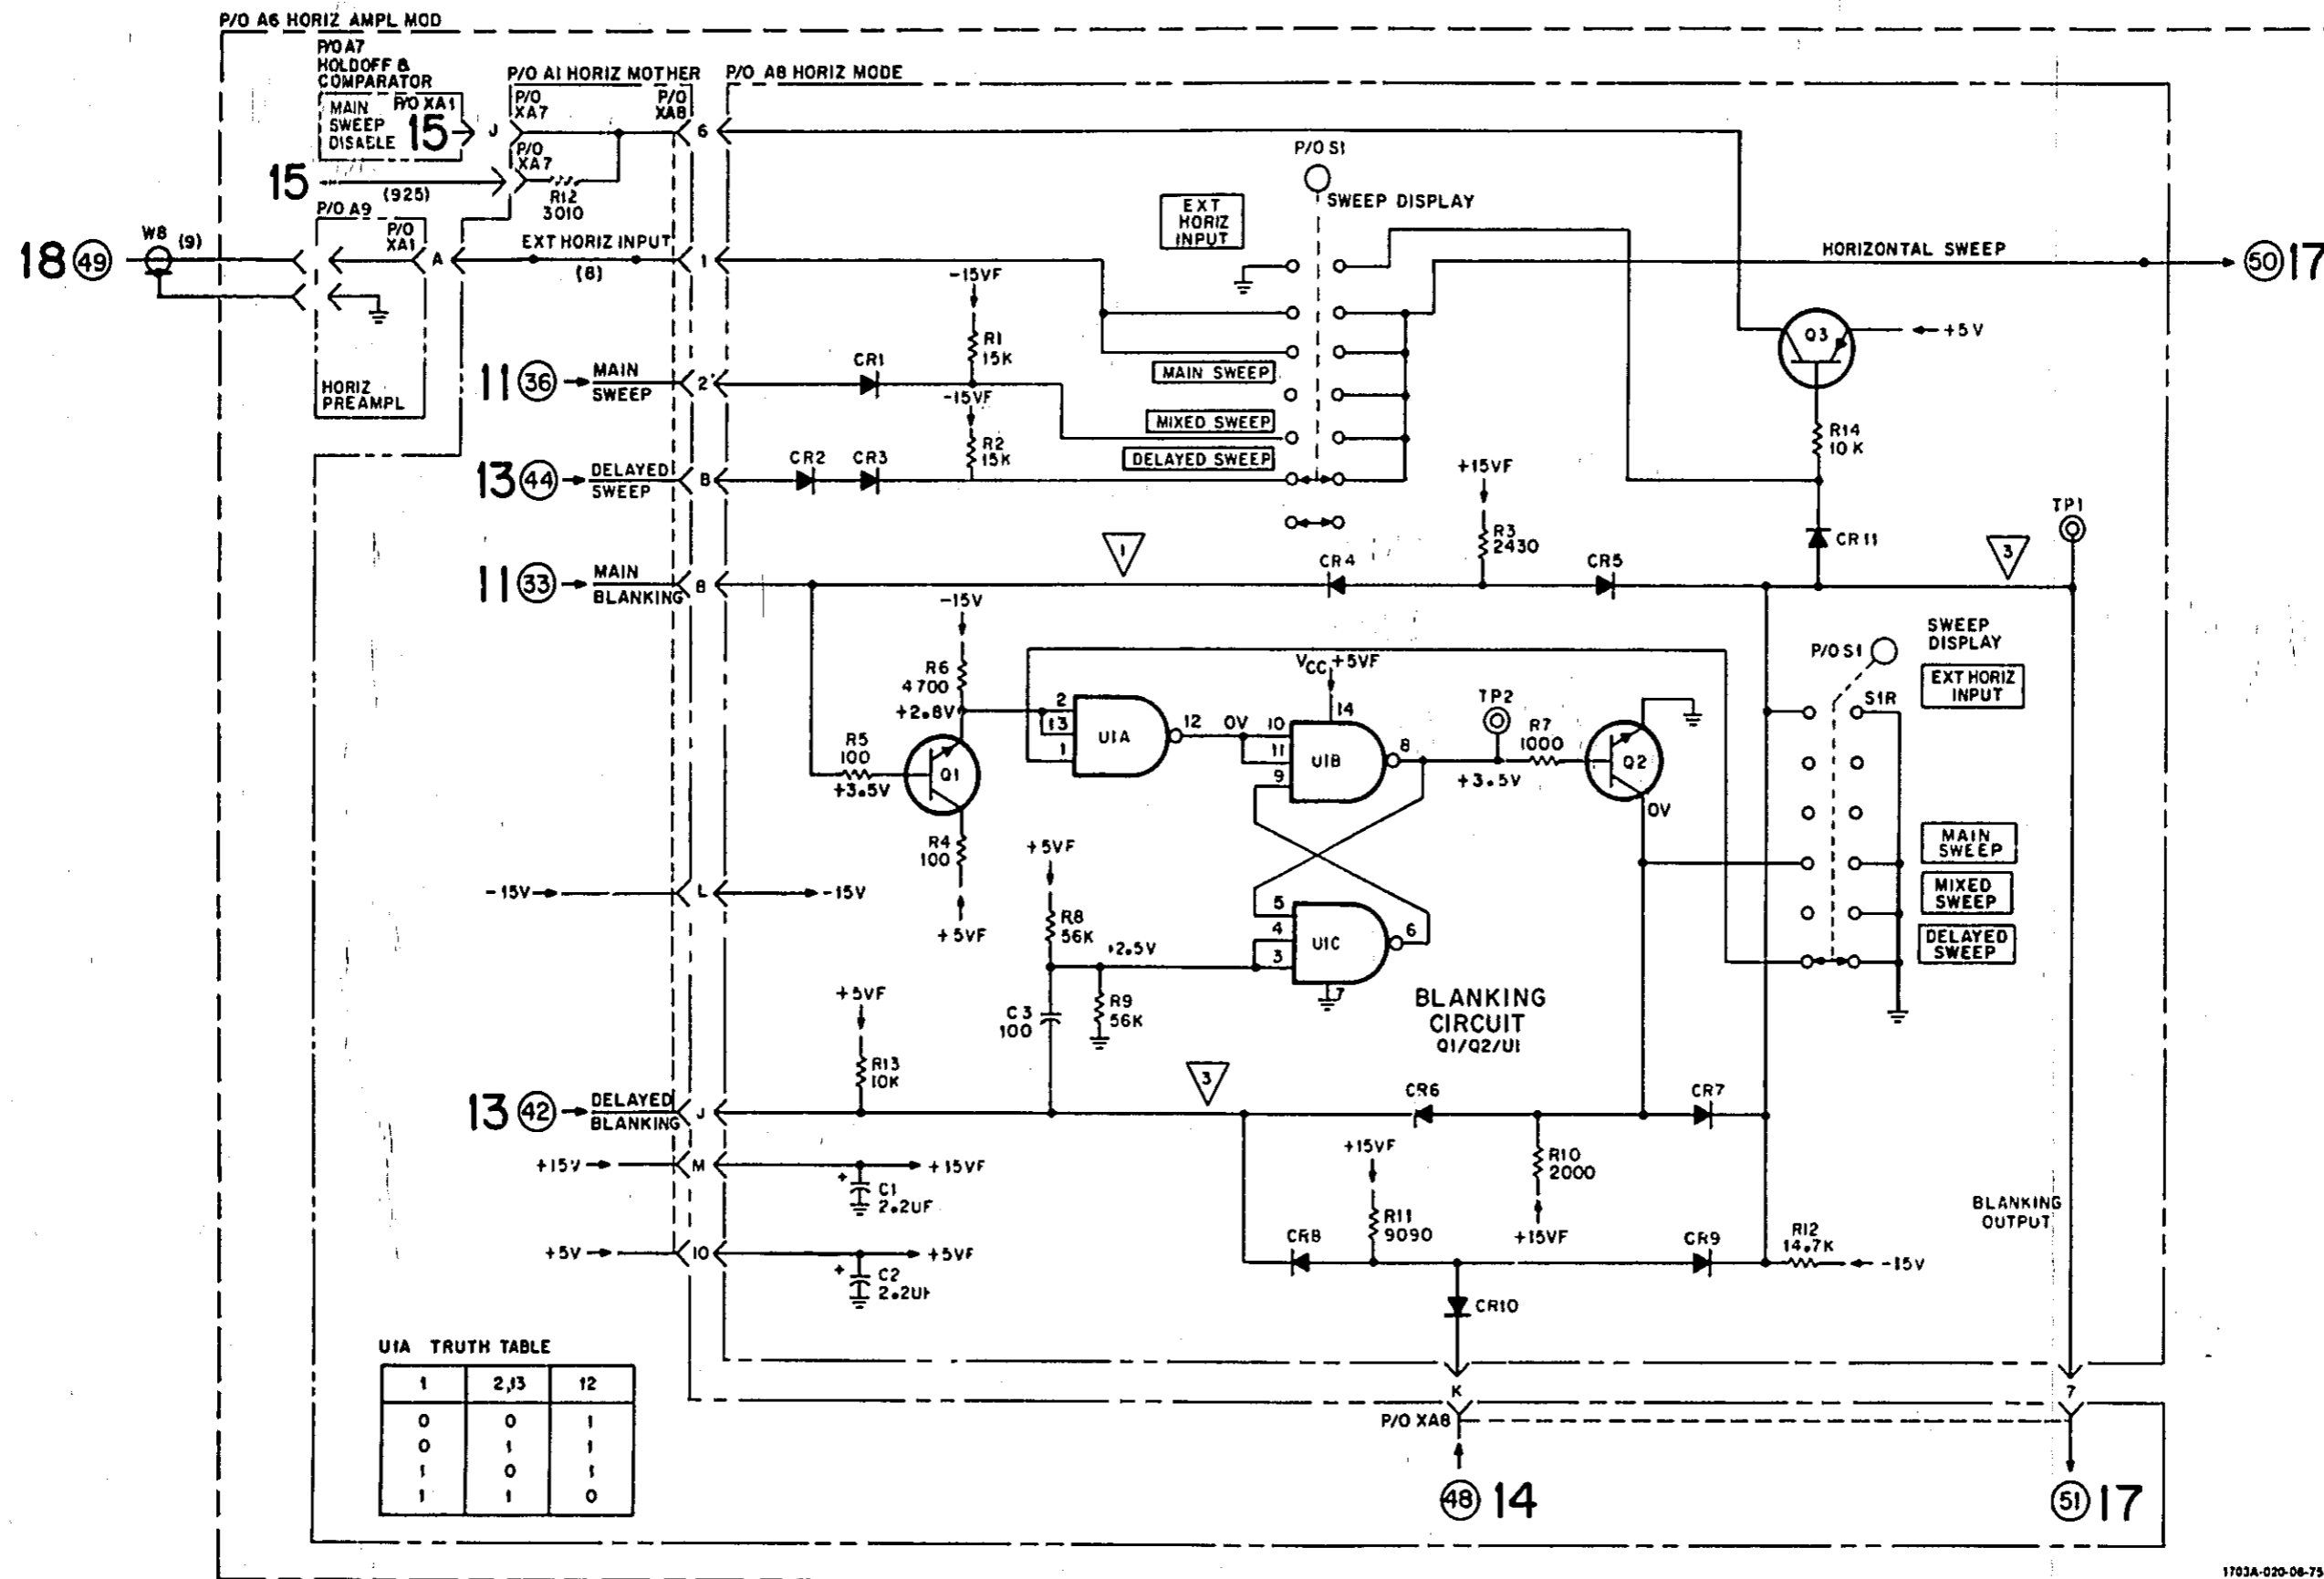 P/O A6 HORIZ AMPL MOD
P/O A7
HOLDOFF &
COMPARATOR
MAIN
SWEEP
DISABLE
P/O XA1
15
J
P/O A1 HORIZ MOTHER
P/O
XA7
P/O
XA8
P/O A8 HORIZ MODE
6
15
(925)
P/O
XA7
R12
3010
P/O A9
P/O
XA1
HORIZ
PREAMPL
18 49
W8
(9)
A
EXT HORIZ INPUT
(8)
1
P/O S1
SWEEP DISPLAY
EXT
HORIZ
INPUT
HORIZONTAL SWEEP
50 17
-15VF
R1
15K
Q3
+5V
11 36
MAIN
SWEEP
2
CR1
-15VF
R2
15K
MAIN SWEEP
MIXED SWEEP
DELAYED SWEEP
R14
10K
13 44
DELAYED
SWEEP
B
CR2
CR3
+15VF
R3
2430
CR11
TP1
3
11 33
MAIN
BLANKING
8
1
CR4
CR5
-15V
R6
4700
+2.8V
2
13
1
U1A
12
0V
10
11
9
VCC +5VF
14
U1B
8
TP2
+3.5V
R7
1000
Q2
0V
P/O S1
SWEEP
DISPLAY
EXT HORIZ
INPUT
S1R
MAIN
SWEEP
MIXED
SWEEP
DELAYED
SWEEP
R5
100
+3.5V
Q1
R4
100
+5VF
-15V
L
-15V
+5VF
R8
56K
+2.5V
5
4
3
U1C
6
7
C3
100
R9
56K
BLANKING
CIRCUIT
Q1/Q2/U1
+5VF
R13
10K
13 42
DELAYED
BLANKING
J
3
CR6
CR7
+15V
M
+15VF
+
C1
2.2UF
+15VF
R11
9090
R10
2000
+15VF
+5V
10
+5VF
+
C2
2.2UF
CR8
CR9
R12
14.7K
-15V
CR10
BLANKING
OUTPUT
U1A TRUTH TABLE
1 2,13 12
0 0 1
0 1 1
1 0 1
1 1 0
K
P/O XA8
7
48 14
51 17
1703A-020-06-75